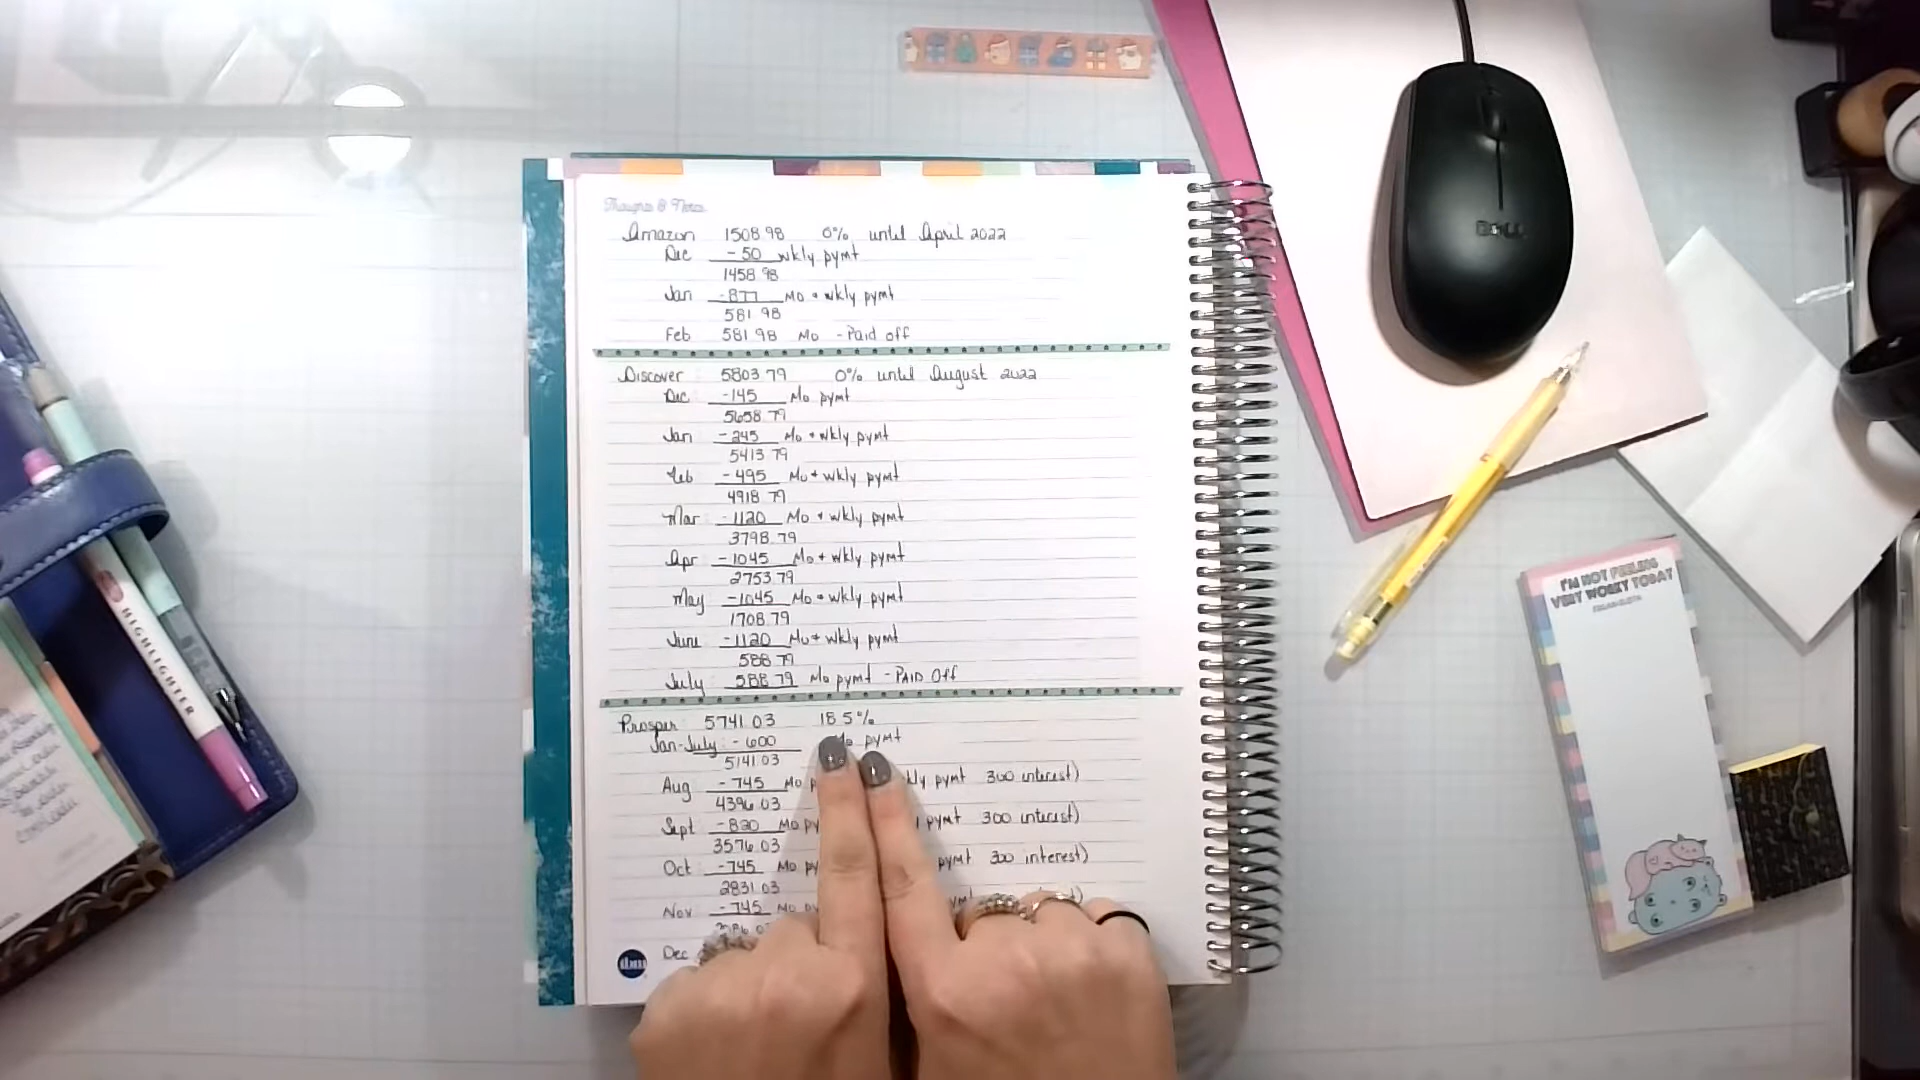 Thoughts & Notes
Amazon 1508.98 0% until April 2022
Dec -50 wkly pymt
1458.98
Jan -877 Mo + wkly pymt
581.98
Feb 581.98 Mo - Paid off
Discover 5803.79 0% until August 2022
Dec -145 Mo pymt
5658.79
Jan -245 Mo + wkly pymt
5413.79
Feb -495 Mo + wkly pymt
4918.79
Mar -1120 Mo + wkly pymt
3798.79
Apr -1045 Mo + wkly pymt
2753.79
May -1045 Mo + wkly pymt
1708.79
June -1120 Mo + wkly pymt
588.79
July 588.79 Mo pymt - PAID Off
Prosper 5741.03 18.5%
Jan-July: -600 Mo pymt
5141.03
Aug -745 Mo pymt 300 interest)
4396.03
Sept -820 Mo pymt 300 interest)
3576.03
Oct -745 Mo pymt 300 interest)
2831.03
Nov -745 Mo
Dec
HIGHLIGHTER
DELL
I'M NOT FEELING
VERY WORKY TODAY